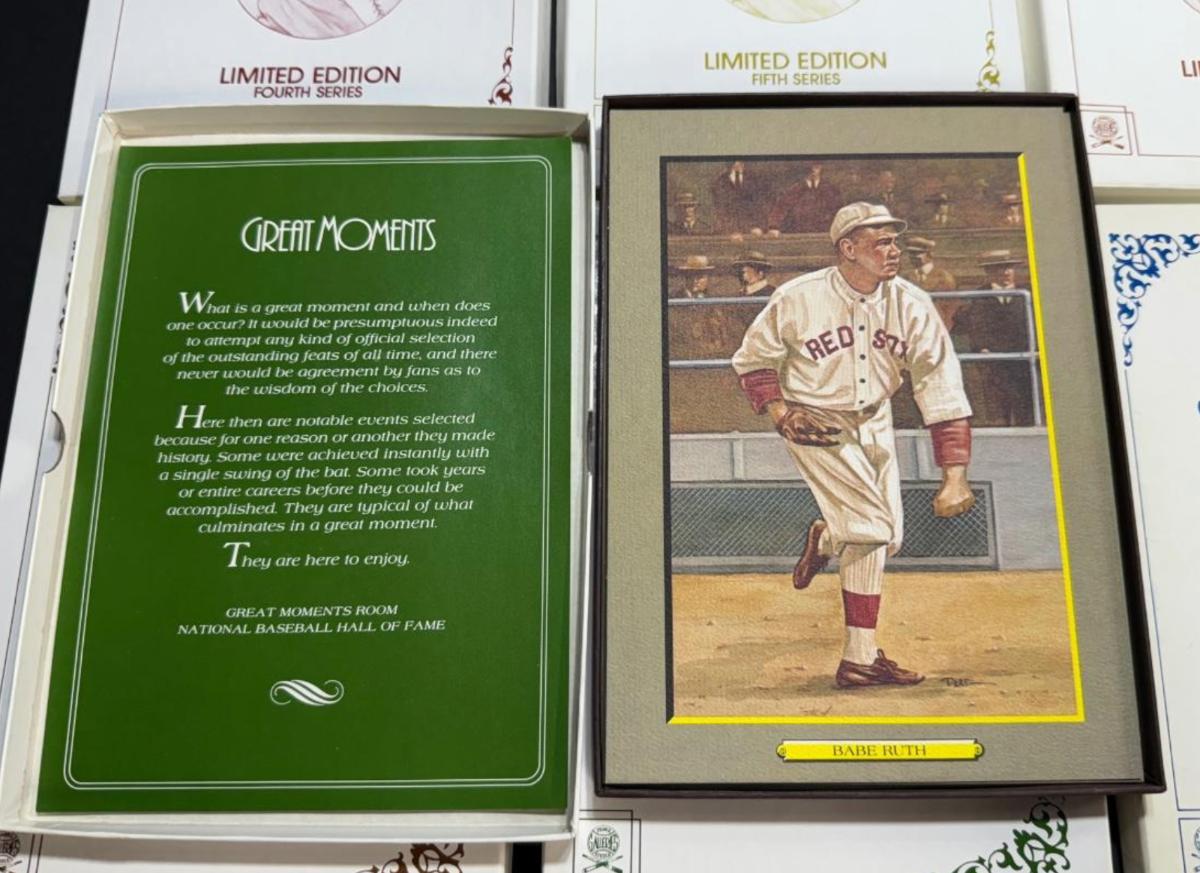 LIMITED EDITION
FOURTH SERIES
LIMITED EDITION
FIFTH SERIES
LI
GREAT MOMENTS
What is a great moment and when does
one occur? It would be presumptuous indeed
to attempt any kind of official selection
of the outstanding feats of all time, and there
never would be agreement by fans as to
the wisdom of the choices.
Here then are notable events selected
because for one reason or another they made
history. Some were achieved instantly with
a single swing of the bat. Some took years
or entire careers before they could be
accomplished. They are typical of what
culminates in a great moment.
They are here to enjoy.
GREAT MOMENTS ROOM
NATIONAL BASEBALL HALL OF FAME
RED SOX
BABE RUTH